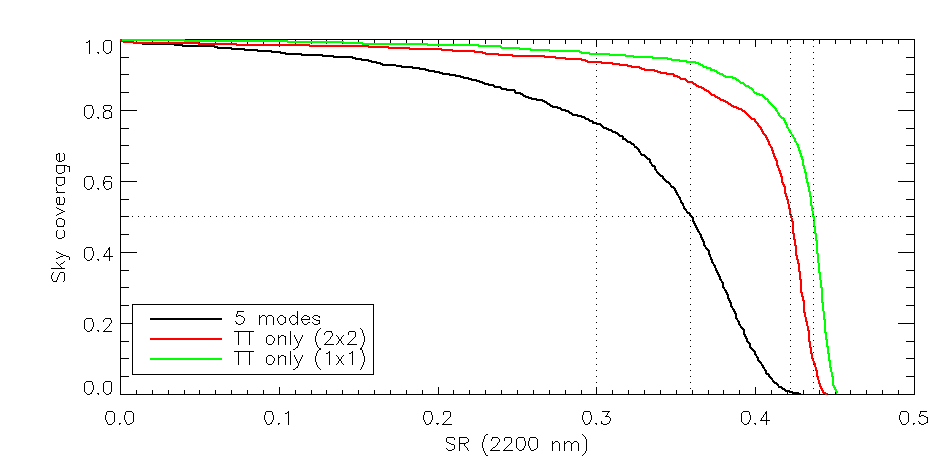 1.0
0.8
0.6
0.4
0.2
0.0
Sky coverage
5 modes
TT only (2x2)
TT only (1x1)
0.0 0.1 0.2 0.3 0.4 0.5
SR (2200 nm)